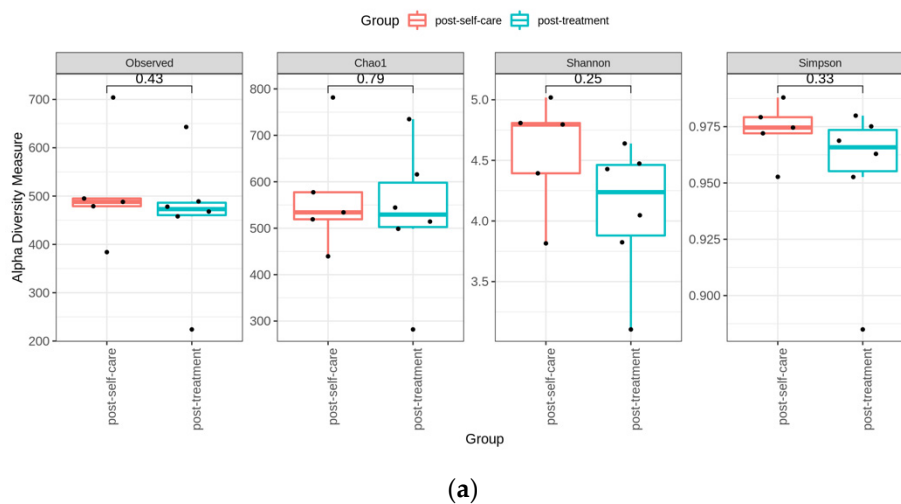 Group post-self-care post-treatment
Observed Chao1 Shannon Simpson
0.43 0.79 0.25 0.33
Alpha Diversity Measure
700
600
500
400
300
200
800
700
600
500
400
300
5.0
4.5
4.0
3.5
0.975
0.950
0.925
0.900
post-self-care
post-treatment
post-self-care
post-treatment
post-self-care
post-treatment
post-self-care
post-treatment
Group
(a)